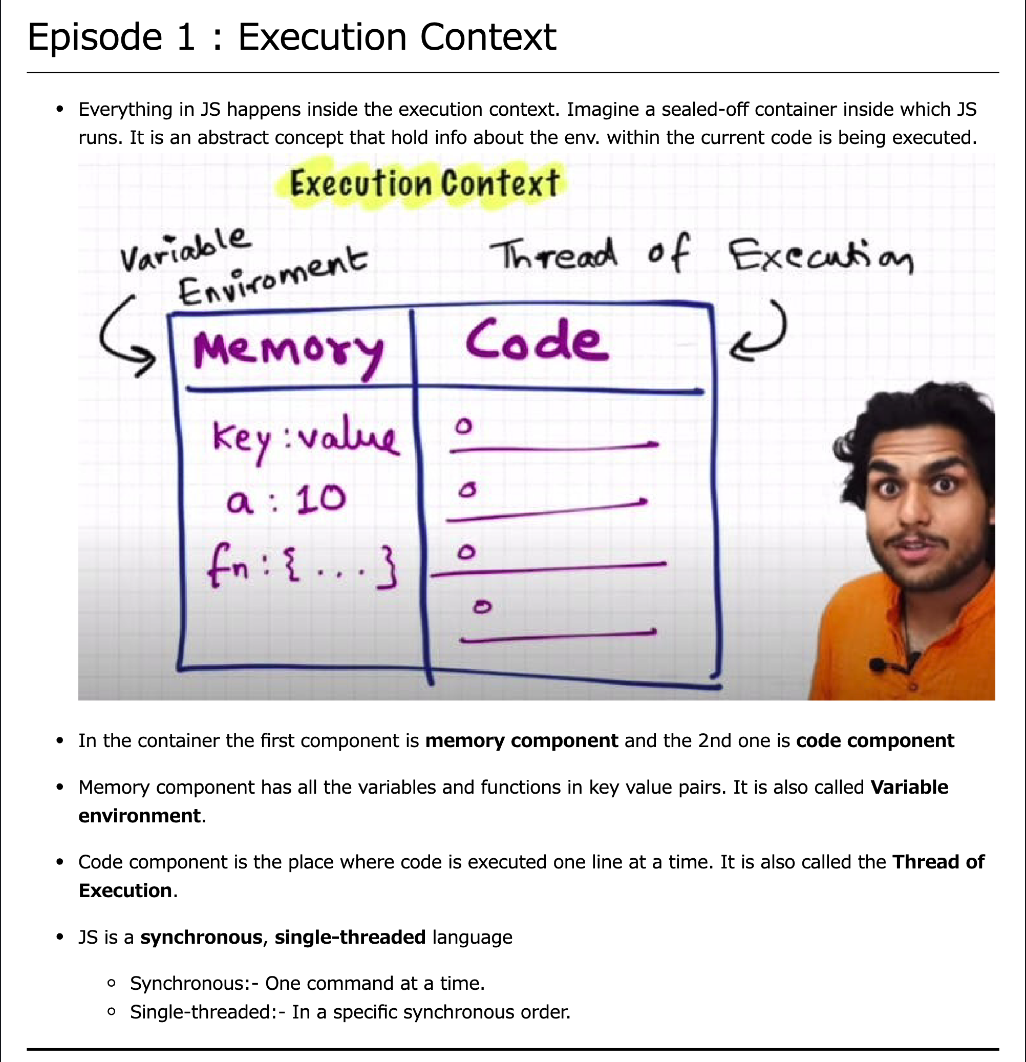 Episode 1 : Execution Context
• Everything in JS happens inside the execution context. Imagine a sealed-off container inside which JS
runs. It is an abstract concept that hold info about the env. within the current code is being executed.
Execution Context
Variable
Enviroment
Thread of Execution
Memory
Code
key : value
a : 10
fn : { ... }
• In the container the first component is memory component and the 2nd one is code component
• Memory component has all the variables and functions in key value pairs. It is also called Variable
environment.
• Code component is the place where code is executed one line at a time. It is also called the Thread of
Execution.
• JS is a synchronous, single-threaded language
◦ Synchronous:- One command at a time.
◦ Single-threaded:- In a specific synchronous order.